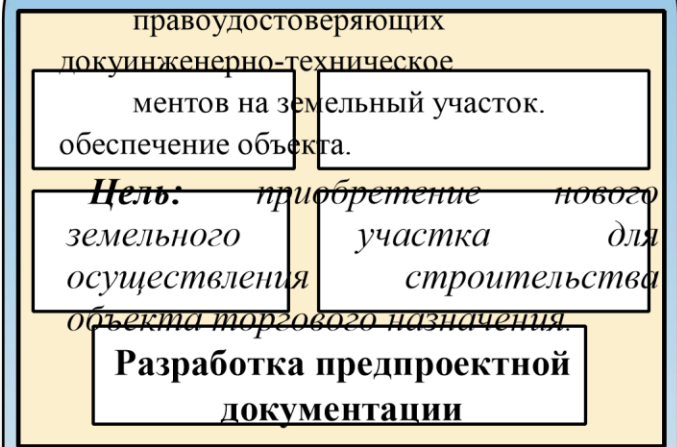 правоудостоверяющих
докуинженерно-техническое
ментов на земельный участок.
обеспечение объекта.
Цель: приобретение нового
земельного участка для
осуществления строительства
объекта торгового назначения.
Разработка предпроектной
документации